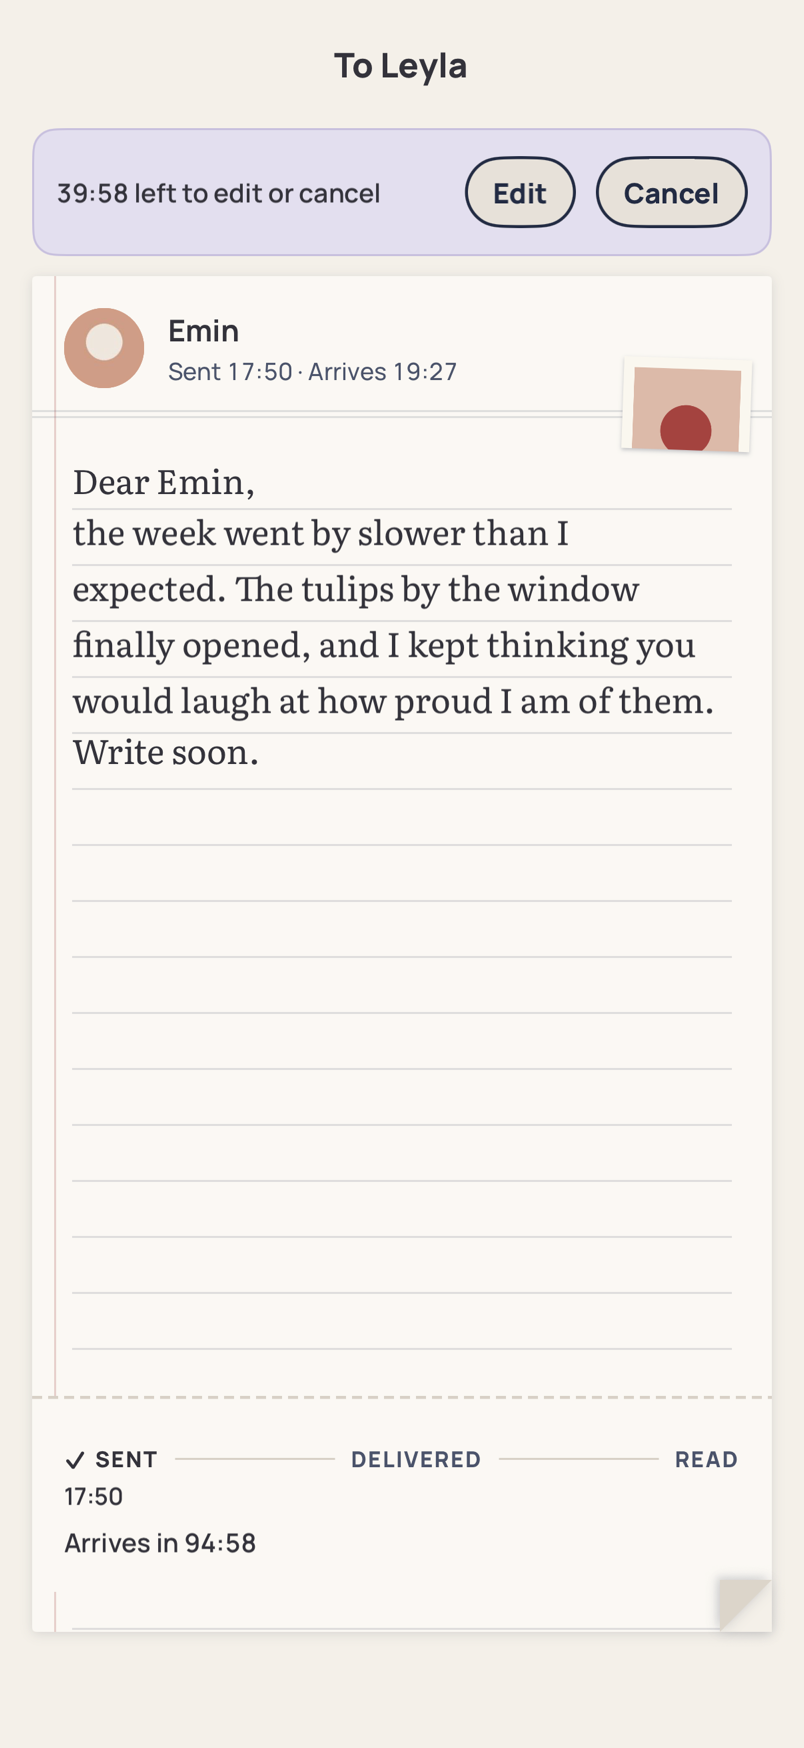 To Leyla
39:58 left to edit or cancel
Edit
Cancel
Emin
Sent 17:50 · Arrives 19:27
Dear Emin,
the week went by slower than I
expected. The tulips by the window
finally opened, and I kept thinking you
would laugh at how proud I am of them.
Write soon.
✓ SENT
DELIVERED
READ
17:50
Arrives in 94:58